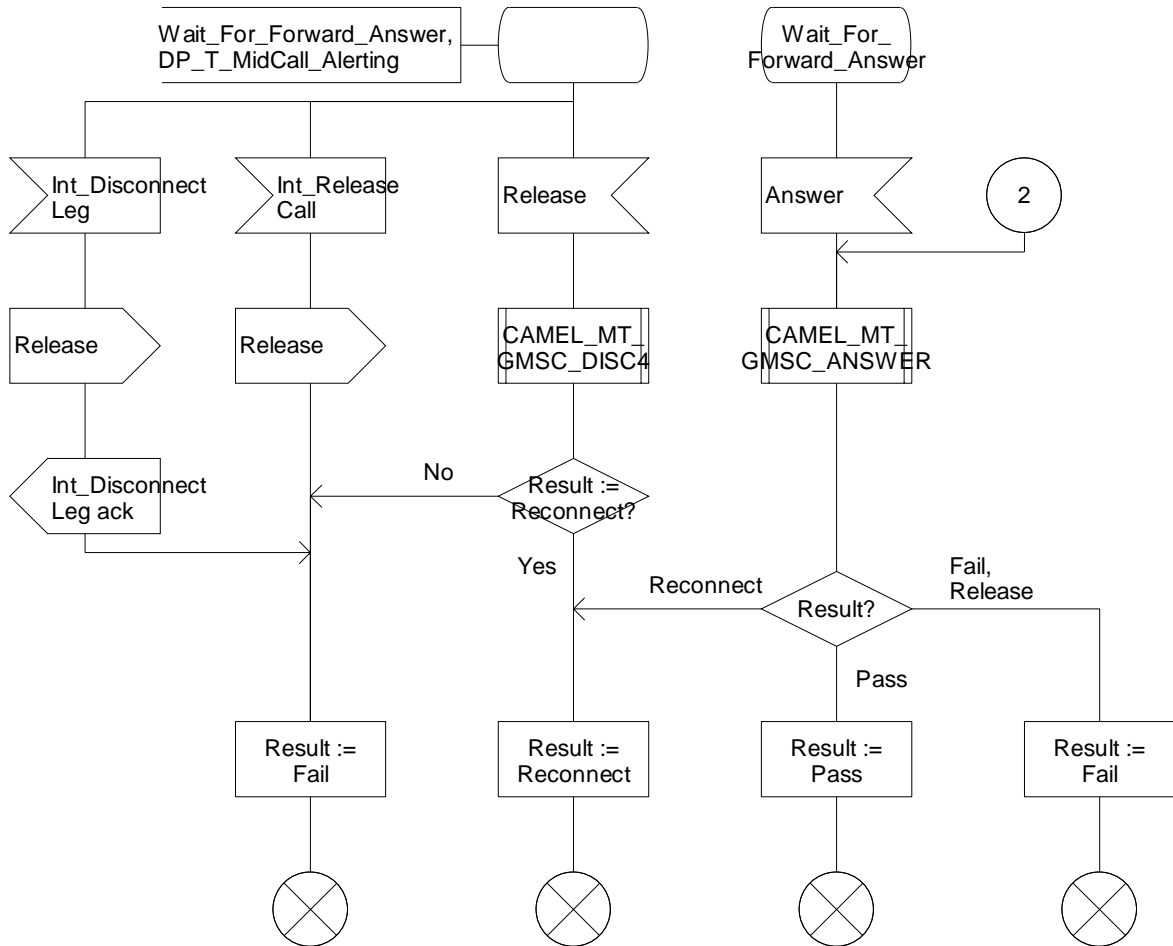 Wait_For_Forward_Answer,
DP_T_MidCall_Alerting
Wait_For_
Forward_Answer
Int_Disconnect
Leg
Int_Release
Call
Release
Answer
2
Release
Release
CAMEL_MT_
GMSC_DISC4
CAMEL_MT_
GMSC_ANSWER
Int_Disconnect
Leg ack
No
Result :=
Reconnect?
Yes
Reconnect
Result?
Fail,
Release
Pass
Result :=
Fail
Result :=
Reconnect
Result :=
Pass
Result :=
Fail